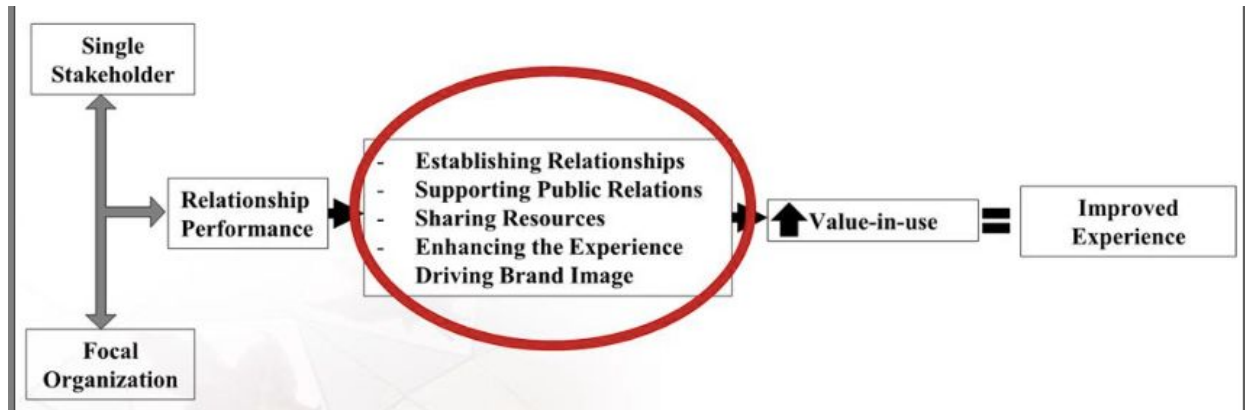 Single
Stakeholder
Relationship
Performance
- Establishing Relationships
- Supporting Public Relations
- Sharing Resources
- Enhancing the Experience
Driving Brand Image
Value-in-use
Improved
Experience
Focal
Organization